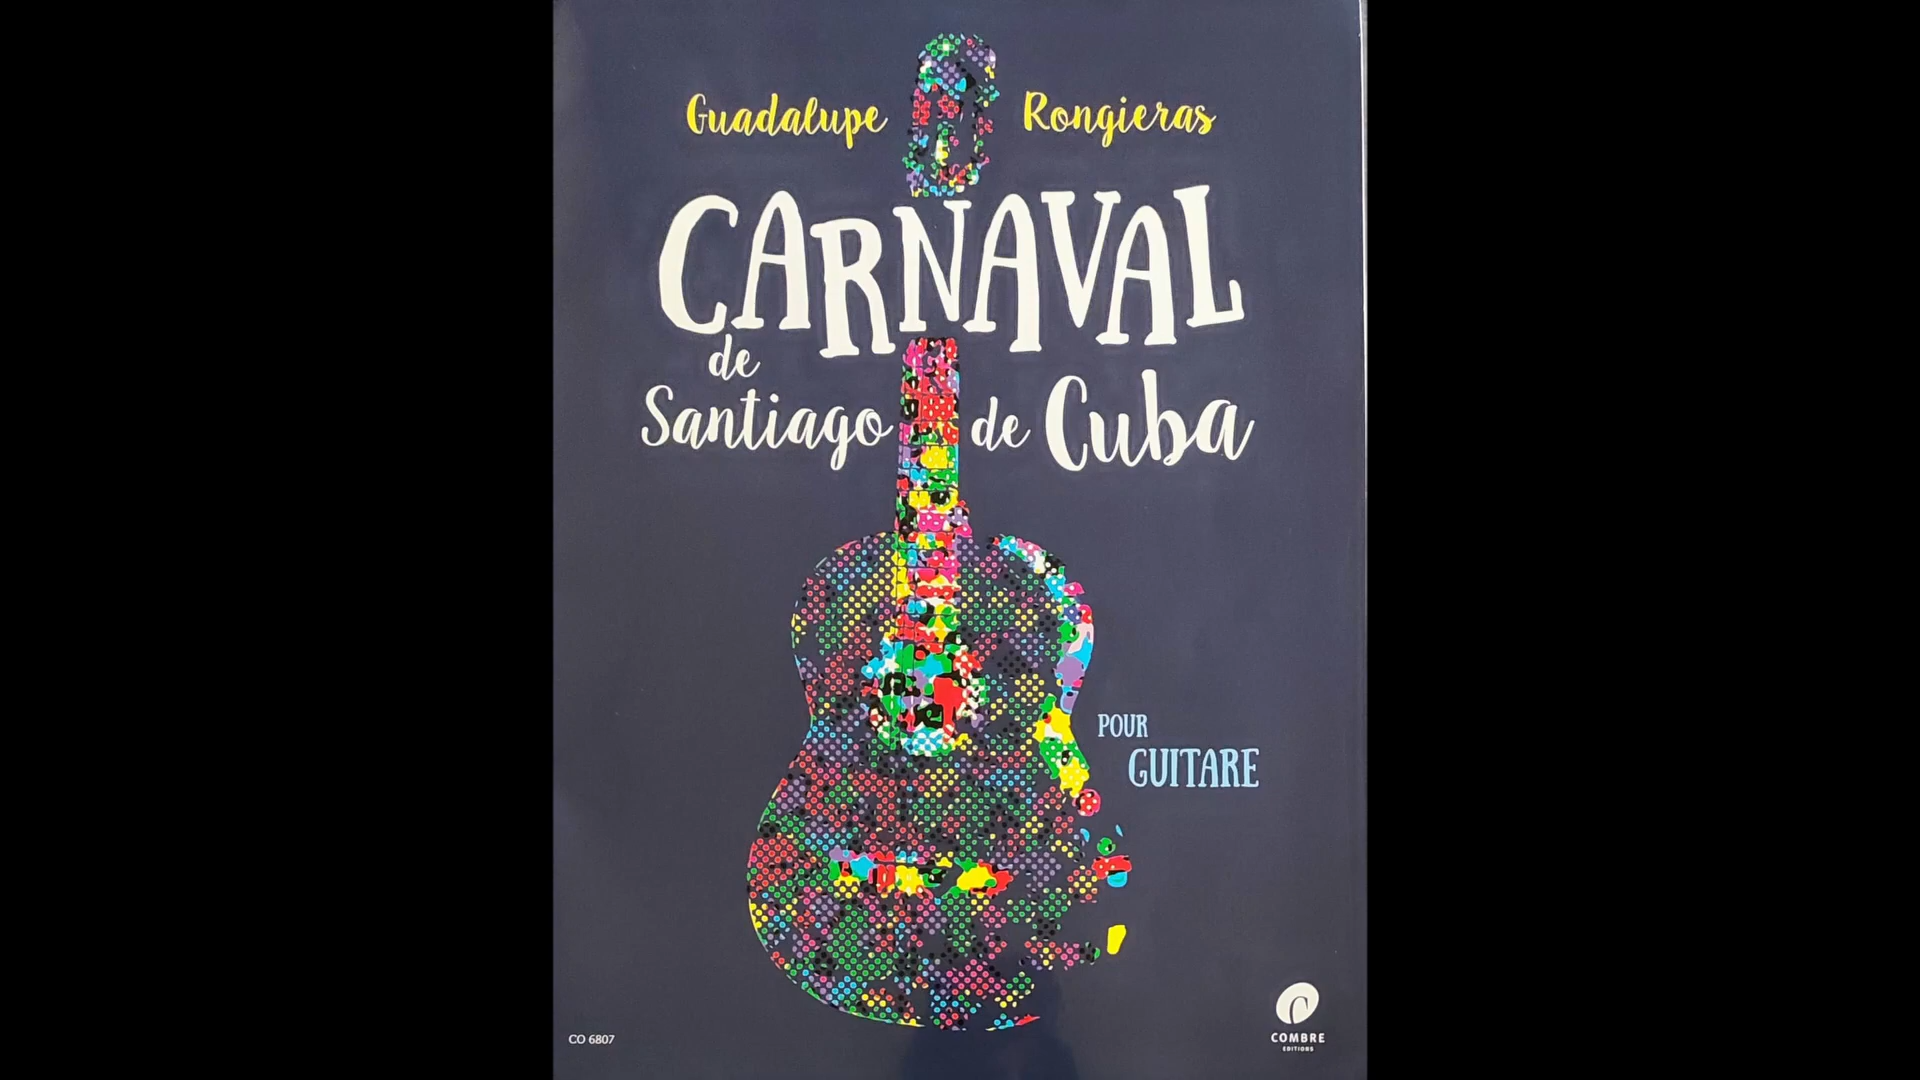 Guadalupe Rongieras
CARNAVAL
de
Santiago de Cuba
POUR
GUITARE
CO 6807
COMBRE
EDITIONS